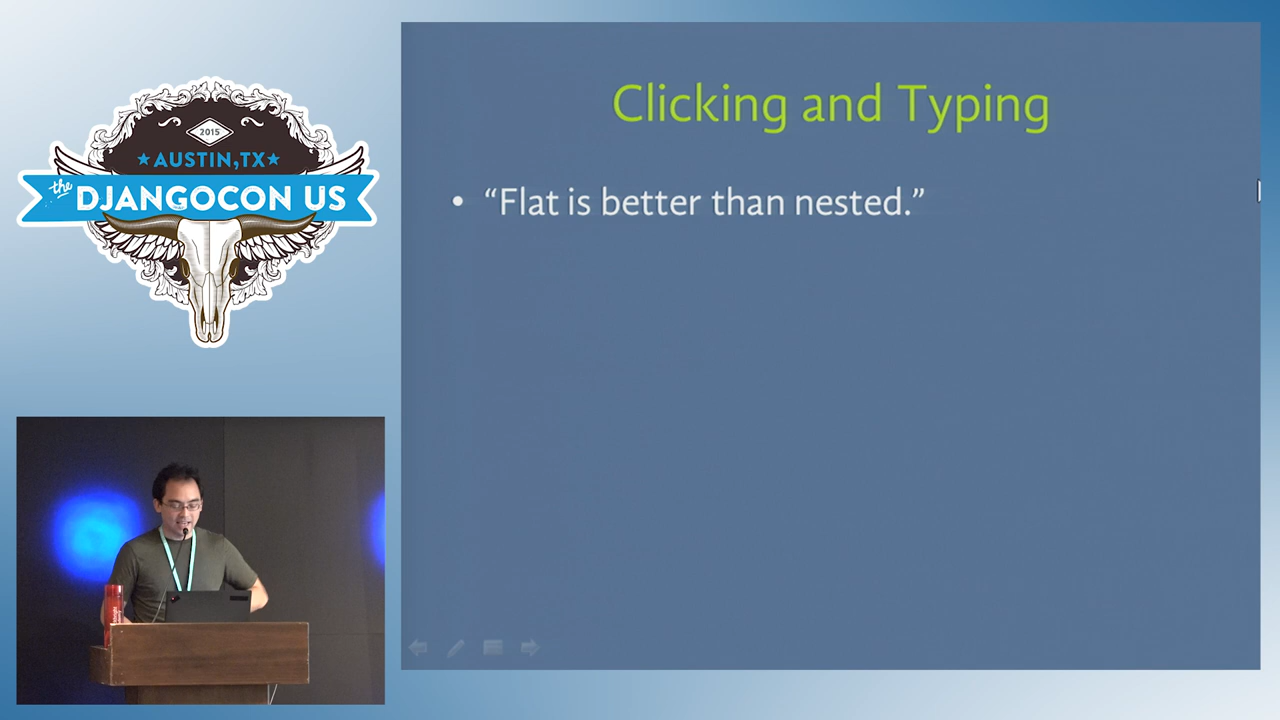 2015
AUSTIN,TX
the
DJANGOCON US
Clicking and Typing
• “Flat is better than nested.”